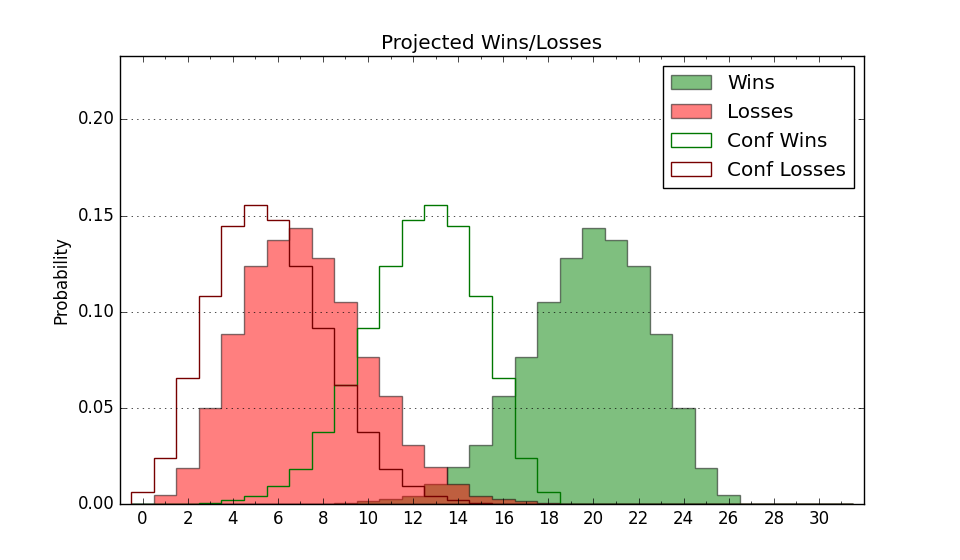 Projected Wins/Losses
Wins
Losses
Conf Wins
Conf Losses
Probability
0.20
0.15
0.10
0.05
0.00
0 2 4 6 8 10 12 14 16 18 20 22 24 26 28 30